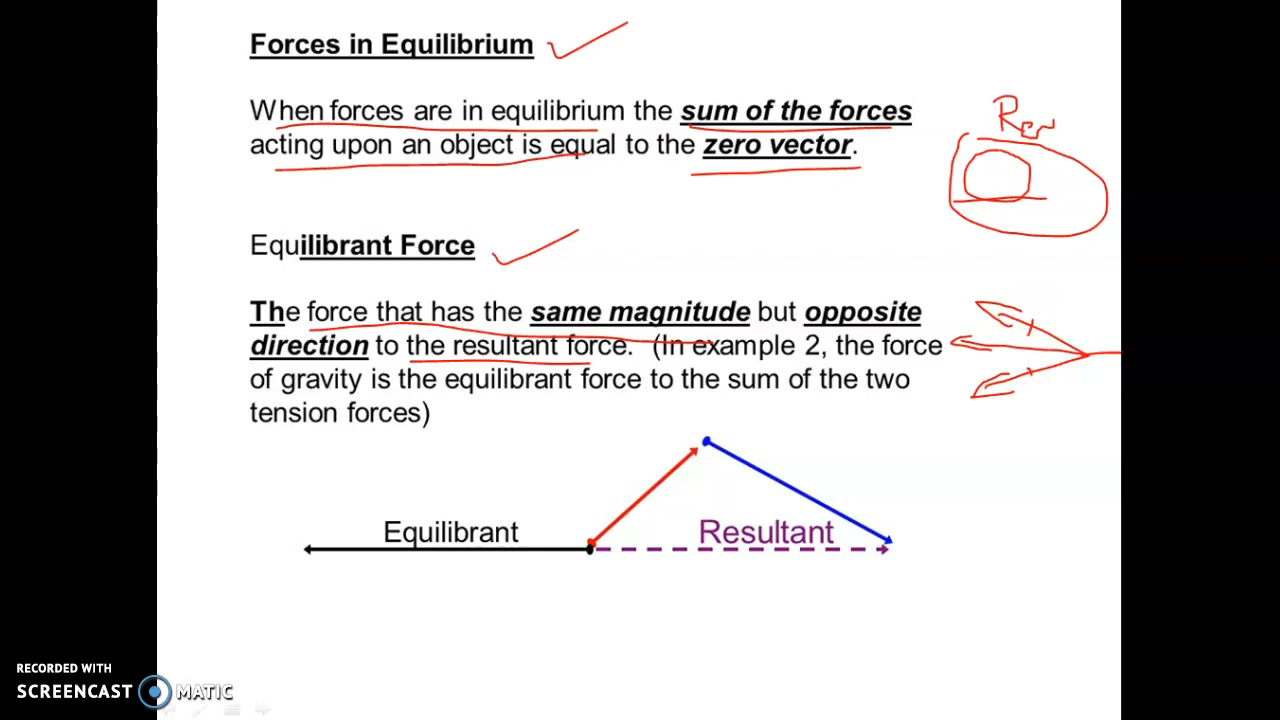 Forces in Equilibrium
When forces are in equilibrium the sum of the forces
acting upon an object is equal to the zero vector.
Equilibrant Force
The force that has the same magnitude but opposite
direction to the resultant force. (In example 2, the force
of gravity is the equilibrant force to the sum of the two
tension forces)
Equilibrant
Resultant
RECORDED WITH
SCREENCAST MATIC